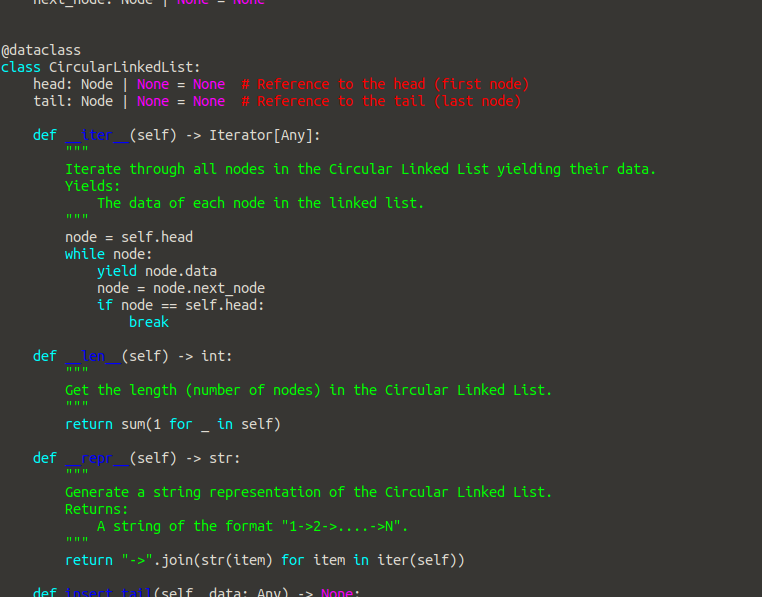 next_node: Node | None = None
@dataclass
class CircularLinkedList:
    head: Node | None = None  # Reference to the head (first node)
    tail: Node | None = None  # Reference to the tail (last node)
    def __iter__(self) -> Iterator[Any]:
        """
        Iterate through all nodes in the Circular Linked List yielding their data.
        Yields:
            The data of each node in the linked list.
        """
        node = self.head
        while node:
            yield node.data
            node = node.next_node
            if node == self.head:
                break
    def __len__(self) -> int:
        """
        Get the length (number of nodes) in the Circular Linked List.
        """
        return sum(1 for _ in self)
    def __repr__(self) -> str:
        """
        Generate a string representation of the Circular Linked List.
        Returns:
            A string of the format "1->2->....->N".
        """
        return "->".join(str(item) for item in iter(self))
    def insert_tail(self, data: Any) -> None: